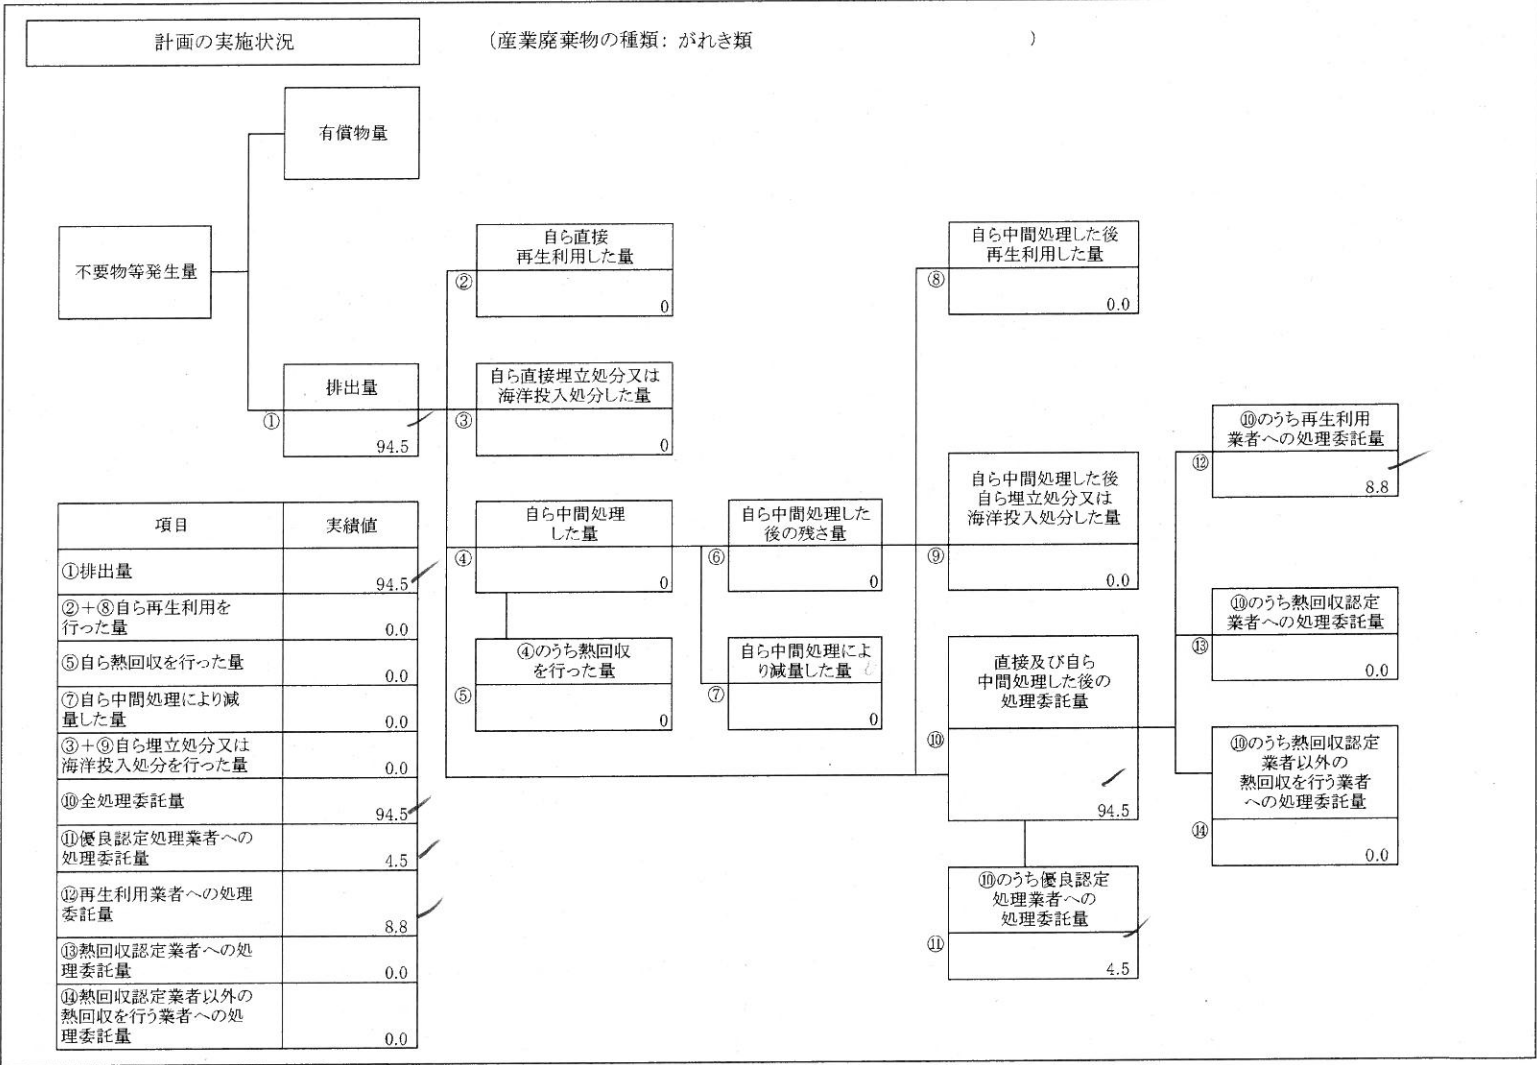 計画の実施状況
(産業廃棄物の種類: がれき類 )
有償物量
不要物等発生量
排出量
①
94.5
自ら直接
再生利用した量
②
0
自ら直接埋立処分又は
海洋投入処分した量
③
0
自ら中間処理
した量
④
0
④のうち熱回収
を行った量
⑤
0
自ら中間処理した
後の残さ量
⑥
0
自ら中間処理によ
り減量した量
⑦
0
自ら中間処理した後
再生利用した量
⑧
0.0
自ら中間処理した後
自ら埋立処分又は
海洋投入処分した量
⑨
0.0
直接及び自ら
中間処理した後の
処理委託量
⑩
94.5
⑩のうち優良認定
処理業者への
処理委託量
⑪
4.5
⑩のうち再生利用
業者への処理委託量
⑫
8.8
⑩のうち熱回収認定
業者への処理委託量
⑬
0.0
⑩のうち熱回収認定
業者以外の
熱回収を行う業者
への処理委託量
⑭
0.0
項目 実績値
①排出量
94.5
②+⑧自ら再生利用を
行った量
0.0
⑤自ら熱回収を行った量
0.0
⑦自ら中間処理により減
量した量
0.0
③+⑨自ら埋立処分又は
海洋投入処分を行った量
0.0
⑩全処理委託量
94.5
⑪優良認定処理業者への
処理委託量
4.5
⑫再生利用業者への処理
委託量
8.8
⑬熱回収認定業者への処
理委託量
0.0
⑭熱回収認定業者以外の
熱回収を行う業者への処
理委託量
0.0